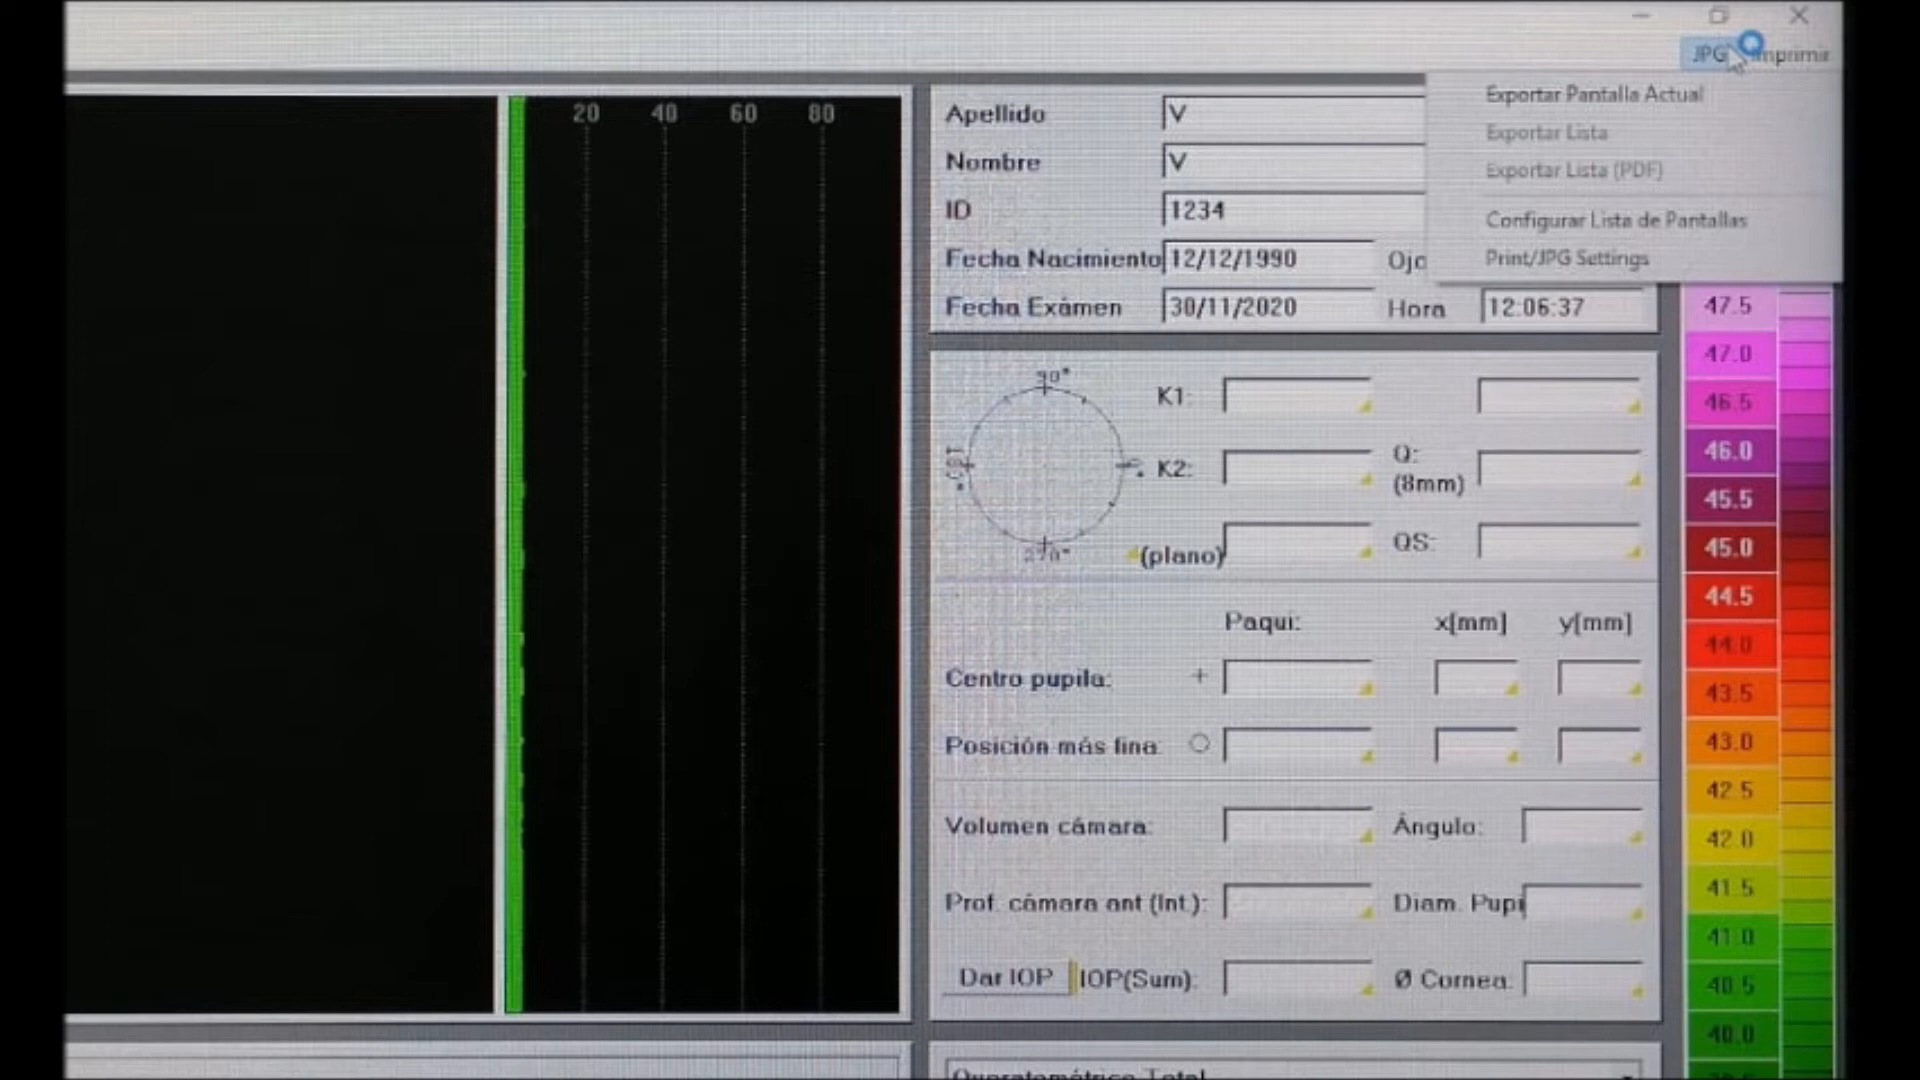 JPG Imprimir
Exportar Pantalla Actual
Exportar Lista
Exportar Lista (PDF)
Configurar Lista de Pantallas
Print/JPG Settings
20 40 60 80
Apellido V
Nombre V
ID 1234
Fecha Nacimiento 12/12/1990 Ojo
Fecha Exámen 30/11/2020 Hora 12:06:37
90°
180°
0°
270°
K1:
K2: Q:
(8mm)
(plano) QS:
Paqui: x[mm] y[mm]
Centro pupila: +
Posición más fina:
Volumen cámara: Ángulo:
Prof. cámara ant (Int.): Diam. Pupi
Dar IOP IOP(Sum): Ø Cornea:
Queratométrico Total
47.5
47.0
46.5
46.0
45.5
45.0
44.5
44.0
43.5
43.0
42.5
42.0
41.5
41.0
40.5
40.0